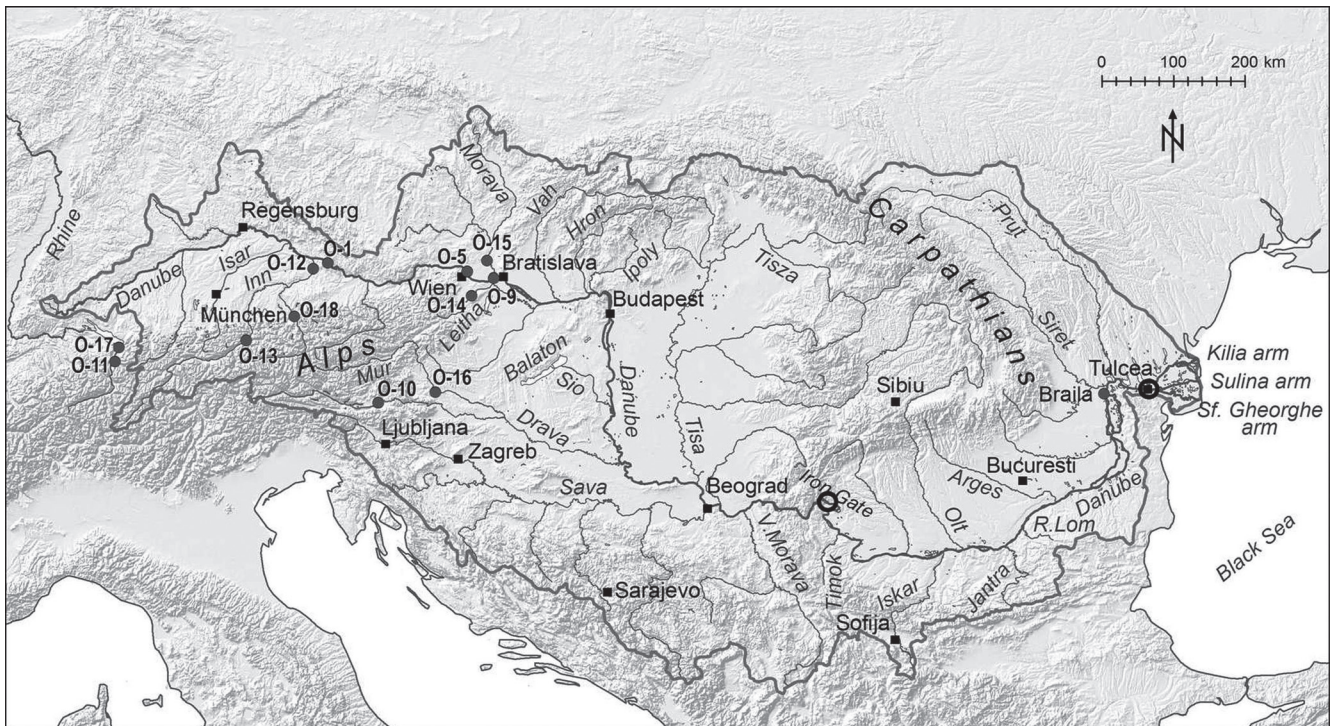 0 100 200 km
N
Morava
Vah
Hron
Ipoly
Rhine
Regensburg
Danube
Isar
Inn
O-12
O-1
O-5
O-15
Wien
Bratislava
O-14
O-9
Leitha
München
O-18
O-13
O-17
O-11
Alps
Mur
O-10
O-16
Ljubljana
Zagreb
Drava
Sava
Balaton
Sio
Budapest
Danube
Tisza
Tisa
Carpathians
Prut
Siret
Sibiu
Braila
Tulcea
Kilia arm
Sulina arm
Sf. Gheorghe
arm
Bucuresti
Arges
Olt
Danube
R.Lom
Beograd
Iron Gate
V.Morava
Timok
Iskar
Jantra
Sofija
Sarajevo
Black Sea